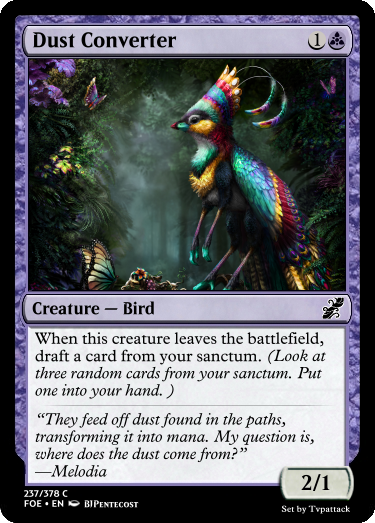 Dust Converter 1
Creature — Bird
When this creature leaves the battlefield,
draft a card from your sanctum. (Look at
three random cards from your sanctum. Put
one into your hand. )
“They feed off dust found in the paths,
transforming it into mana. My question is,
where does the dust come from?”
—Melodia
2/1
237/378 C
FOE • EN BIPentecost
Set by Tvpattack